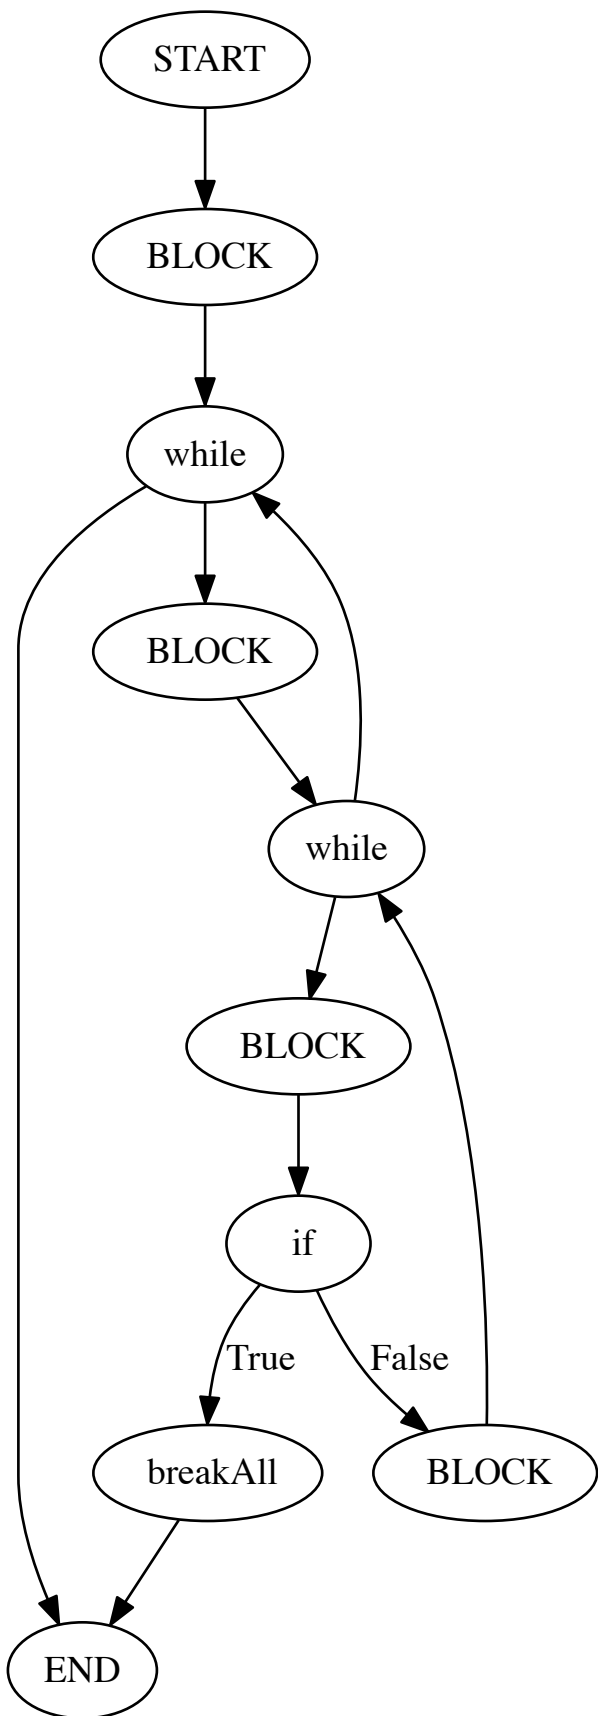 START
BLOCK
while
BLOCK
while
BLOCK
if
True
False
breakAll
BLOCK
END